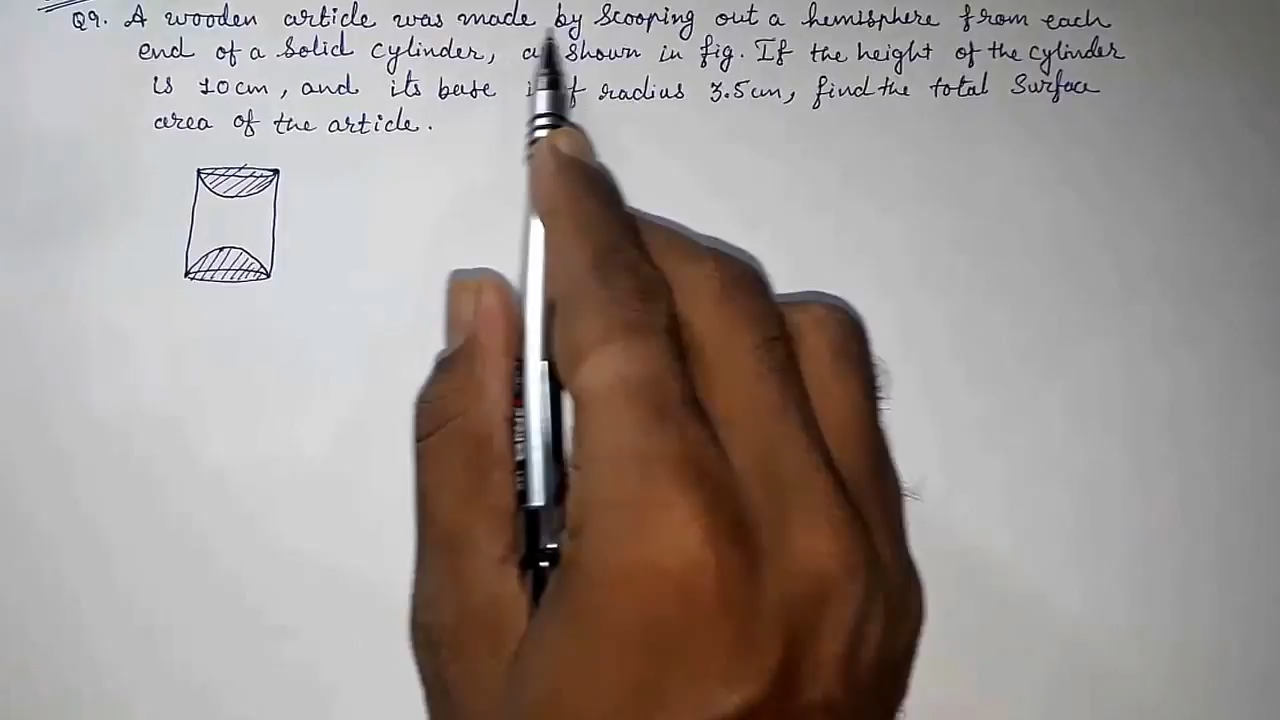 Q9. A wooden article was made by scooping out a hemisphere from each
end of a solid cylinder, as shown in fig. If the height of the cylinder
is 10cm, and its base radius 3.5cm, find the total surface
area of the article.